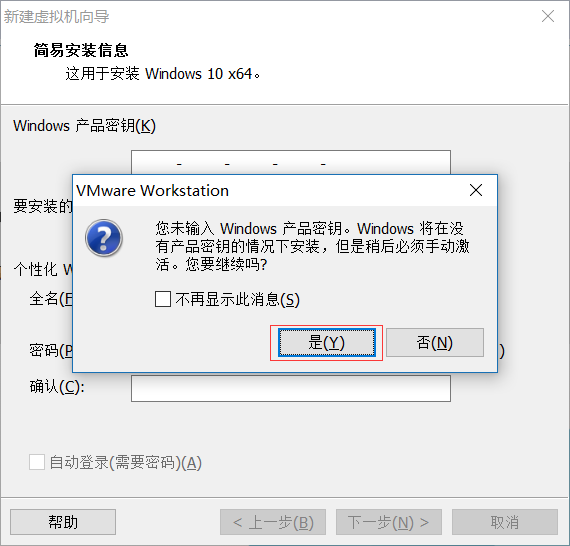 新建虚拟机向导
简易安装信息
这用于安装 Windows 10 x64。
Windows 产品密钥(K)
- - - -
要安装的
VMware Workstation
您未输入 Windows 产品密钥。Windows 将在没
有产品密钥的情况下安装，但是稍后必须手动激
活。您要继续吗?
个性化 W
全名(F
不再显示此消息(S)
是(Y)
否(N)
密码(P
)
确认(C):
自动登录(需要密码)(A)
帮助
< 上一步(B)
下一步(N) >
取消